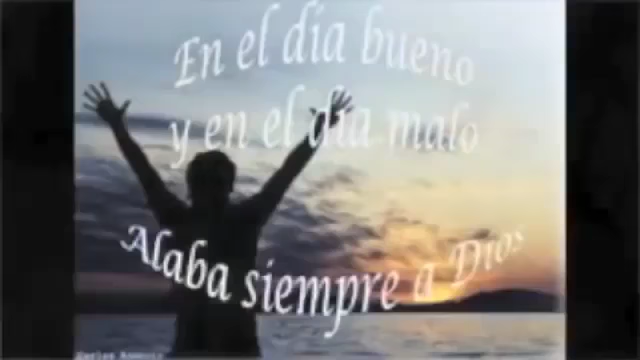 En el día bueno
y en el día malo
Alaba siempre a Dios